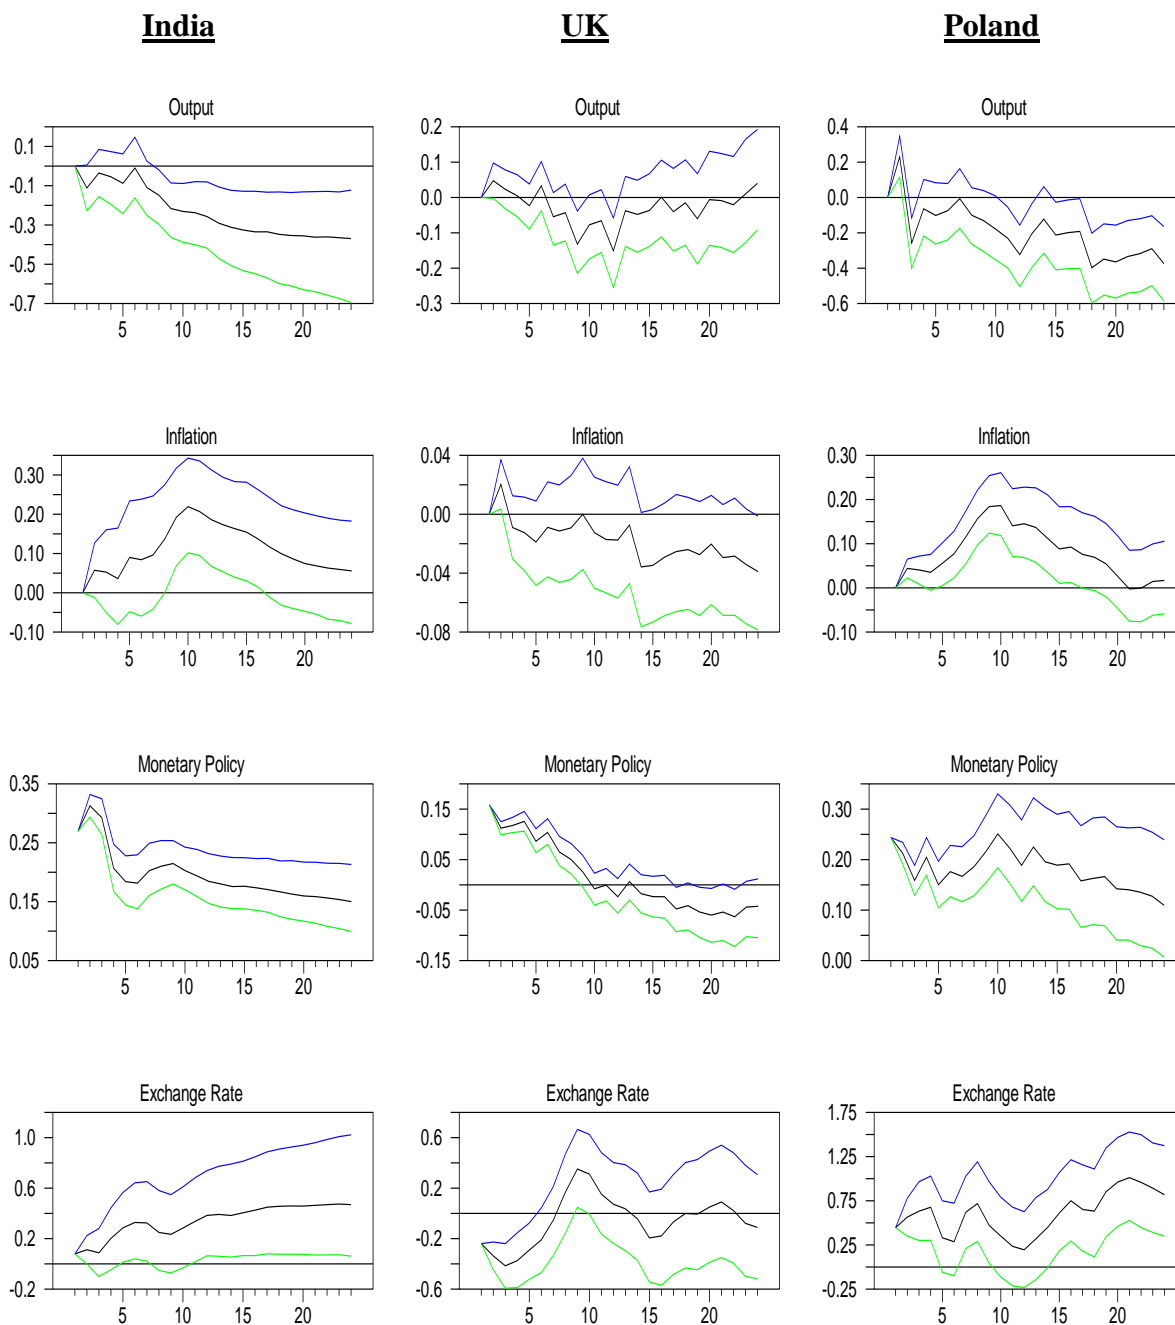 India UK Poland
Output Output Output
0.1 0.2 0.4
-0.1 0.1 0.2
-0.3 0.0 0.0
-0.5 -0.1 -0.2
-0.7 -0.2 -0.4
-0.3 -0.6
5 10 15 20 5 10 15 20 5 10 15 20
Inflation Inflation Inflation
0.30 0.04 0.30
0.20 0.00 0.20
0.10 -0.04 0.10
0.00 -0.08 0.00
-0.10 -0.10
5 10 15 20 5 10 15 20 5 10 15 20
Monetary Policy Monetary Policy Monetary Policy
0.35 0.15 0.30
0.25 0.05 0.20
0.15 -0.05 0.10
0.05 -0.15 0.00
5 10 15 20 5 10 15 20 5 10 15 20
Exchange Rate Exchange Rate Exchange Rate
1.0 0.6 1.75
0.6 0.2 1.25
0.2 -0.2 0.75
-0.2 -0.6 0.25
-0.25
5 10 15 20 5 10 15 20 5 10 15 20